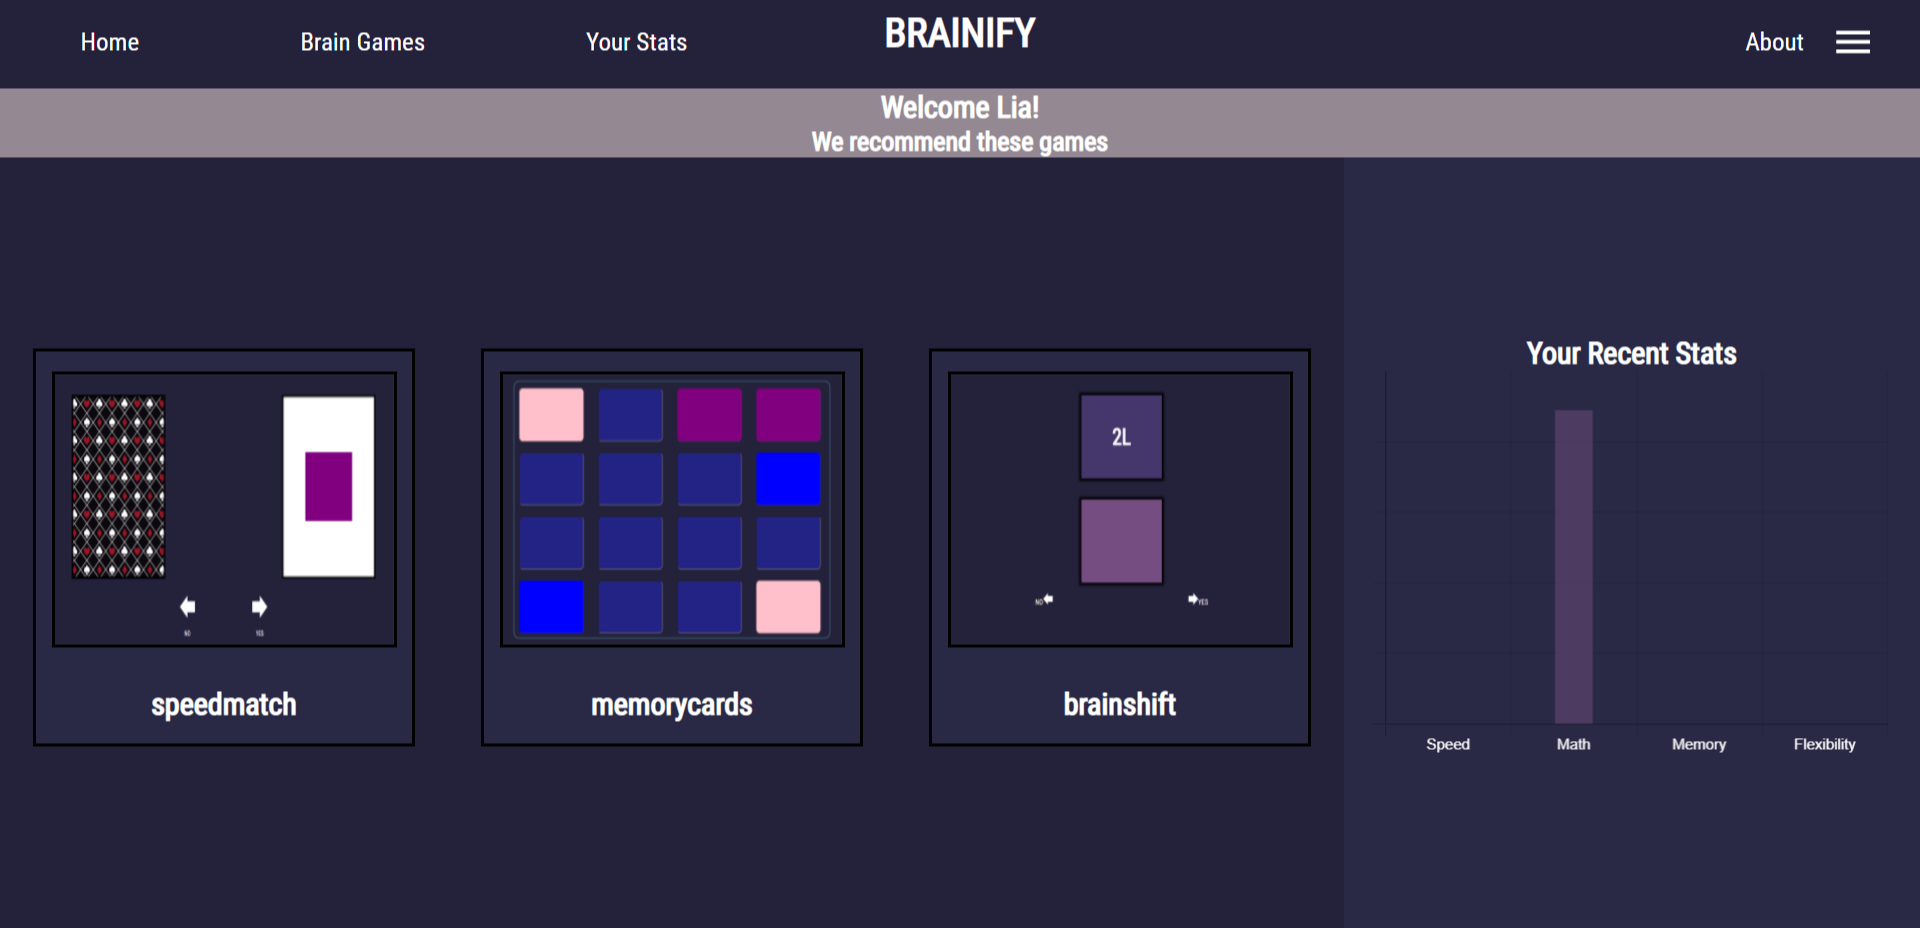 Home
Brain Games
Your Stats
BRAINIFY
About
Welcome Lia!
We recommend these games
NO
YES
speedmatch
memorycards
2L
NO
YES
brainshift
Your Recent Stats
Speed
Math
Memory
Flexibility